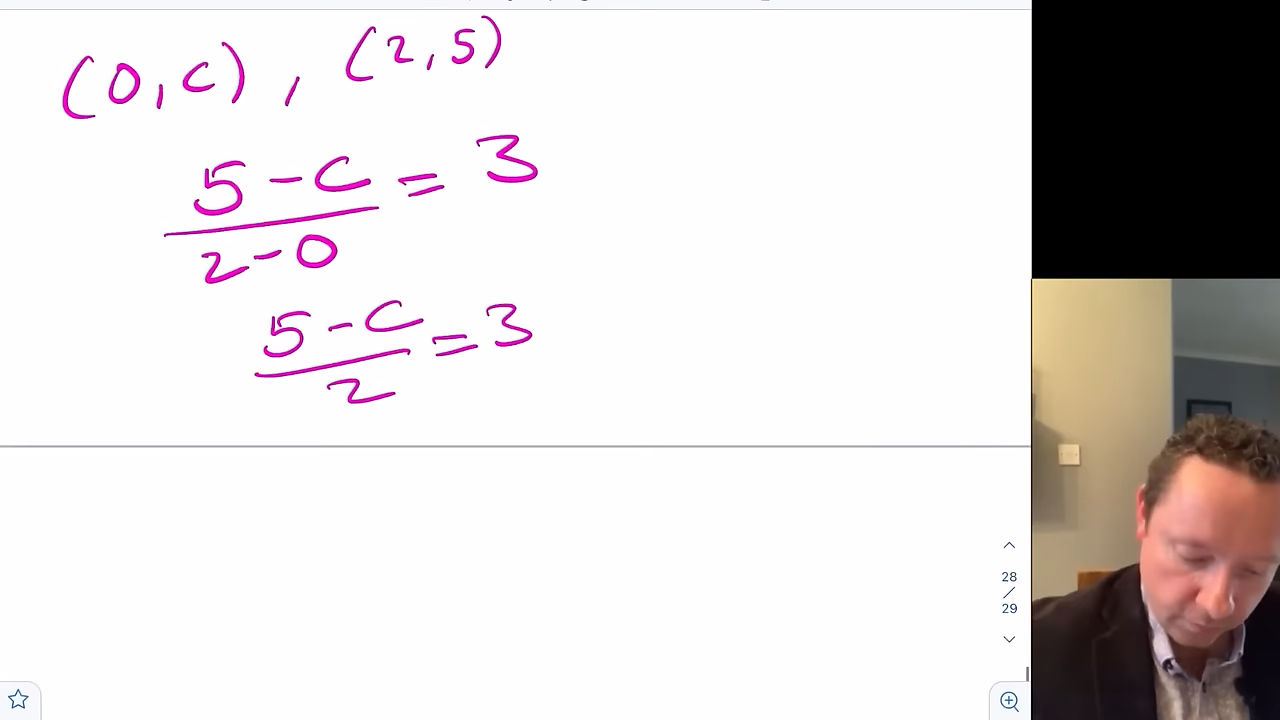 (0,c), (2,5)
5-c = 3
2-0
5-c = 3
2
28
/
29